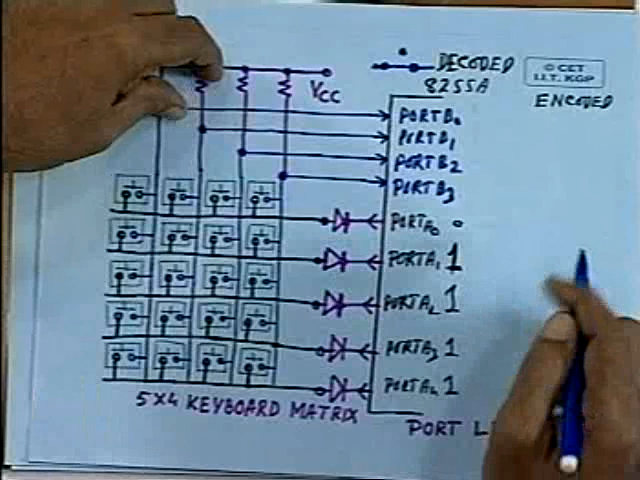 DECODED
© CET
I.I.T. KGP
8255A
ENCODED
VCC
PORTB0
PORTB1
PORTB2
PORTB3
PORTA0 0
PORTA1 1
PORTA2 1
PORTA3 1
PORTA4 1
5X4 KEYBOARD MATRIX
PORT